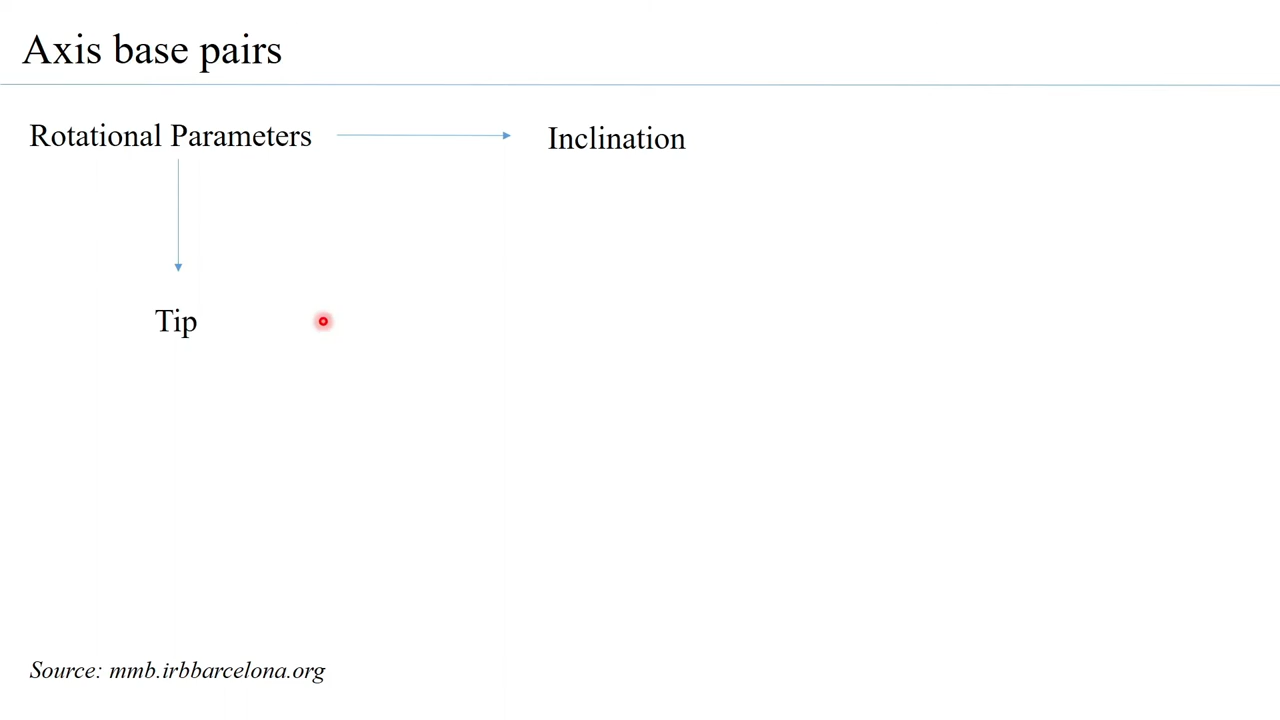 Axis base pairs
Rotational Parameters
Inclination
Tip
Source: mmb.irbbarcelona.org